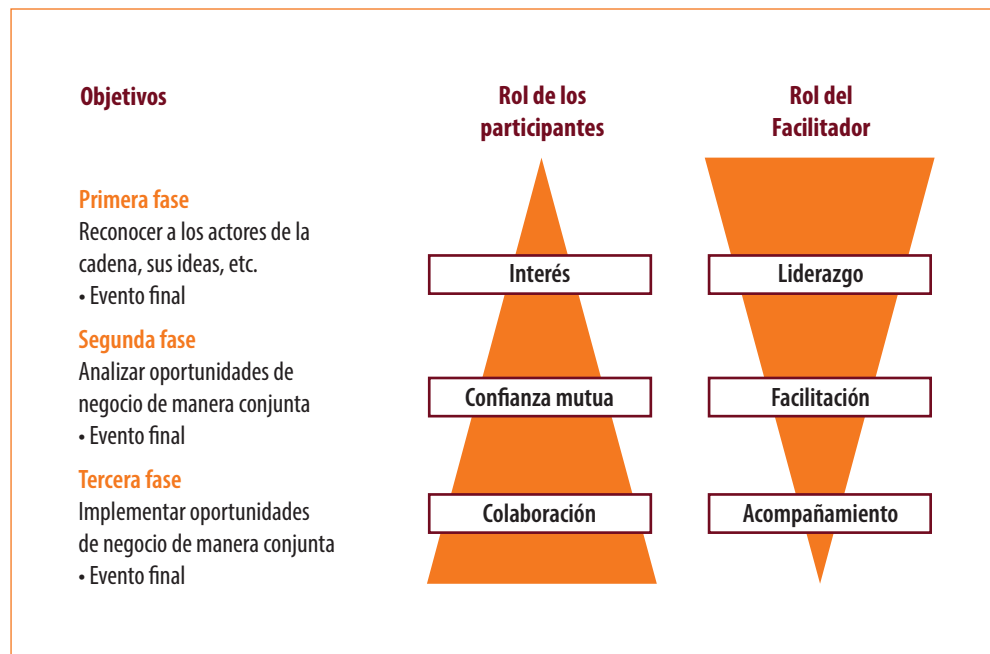 Objetivos
Rol de los
participantes
Rol del
Facilitador
Primera fase
Reconocer a los actores de la
cadena, sus ideas, etc.
• Evento final
Interés
Liderazgo
Segunda fase
Analizar oportunidades de
negocio de manera conjunta
• Evento final
Confianza mutua
Facilitación
Tercera fase
Implementar oportunidades
de negocio de manera conjunta
• Evento final
Colaboración
Acompañamiento